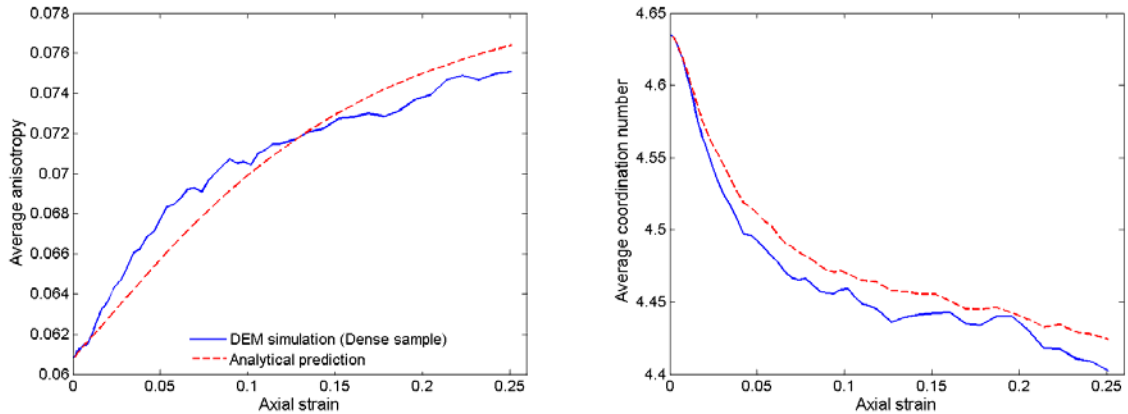 0.078
0.076
0.074
0.072
0.07
0.068
0.066
0.064
0.062
0.06
Average anisotropy
0 0.05 0.1 0.15 0.2 0.25
Axial strain
DEM simulation (Dense sample)
Analytical prediction
4.65
4.6
4.55
4.5
4.45
4.4
Average coordination number
0 0.05 0.1 0.15 0.2 0.25
Axial strain